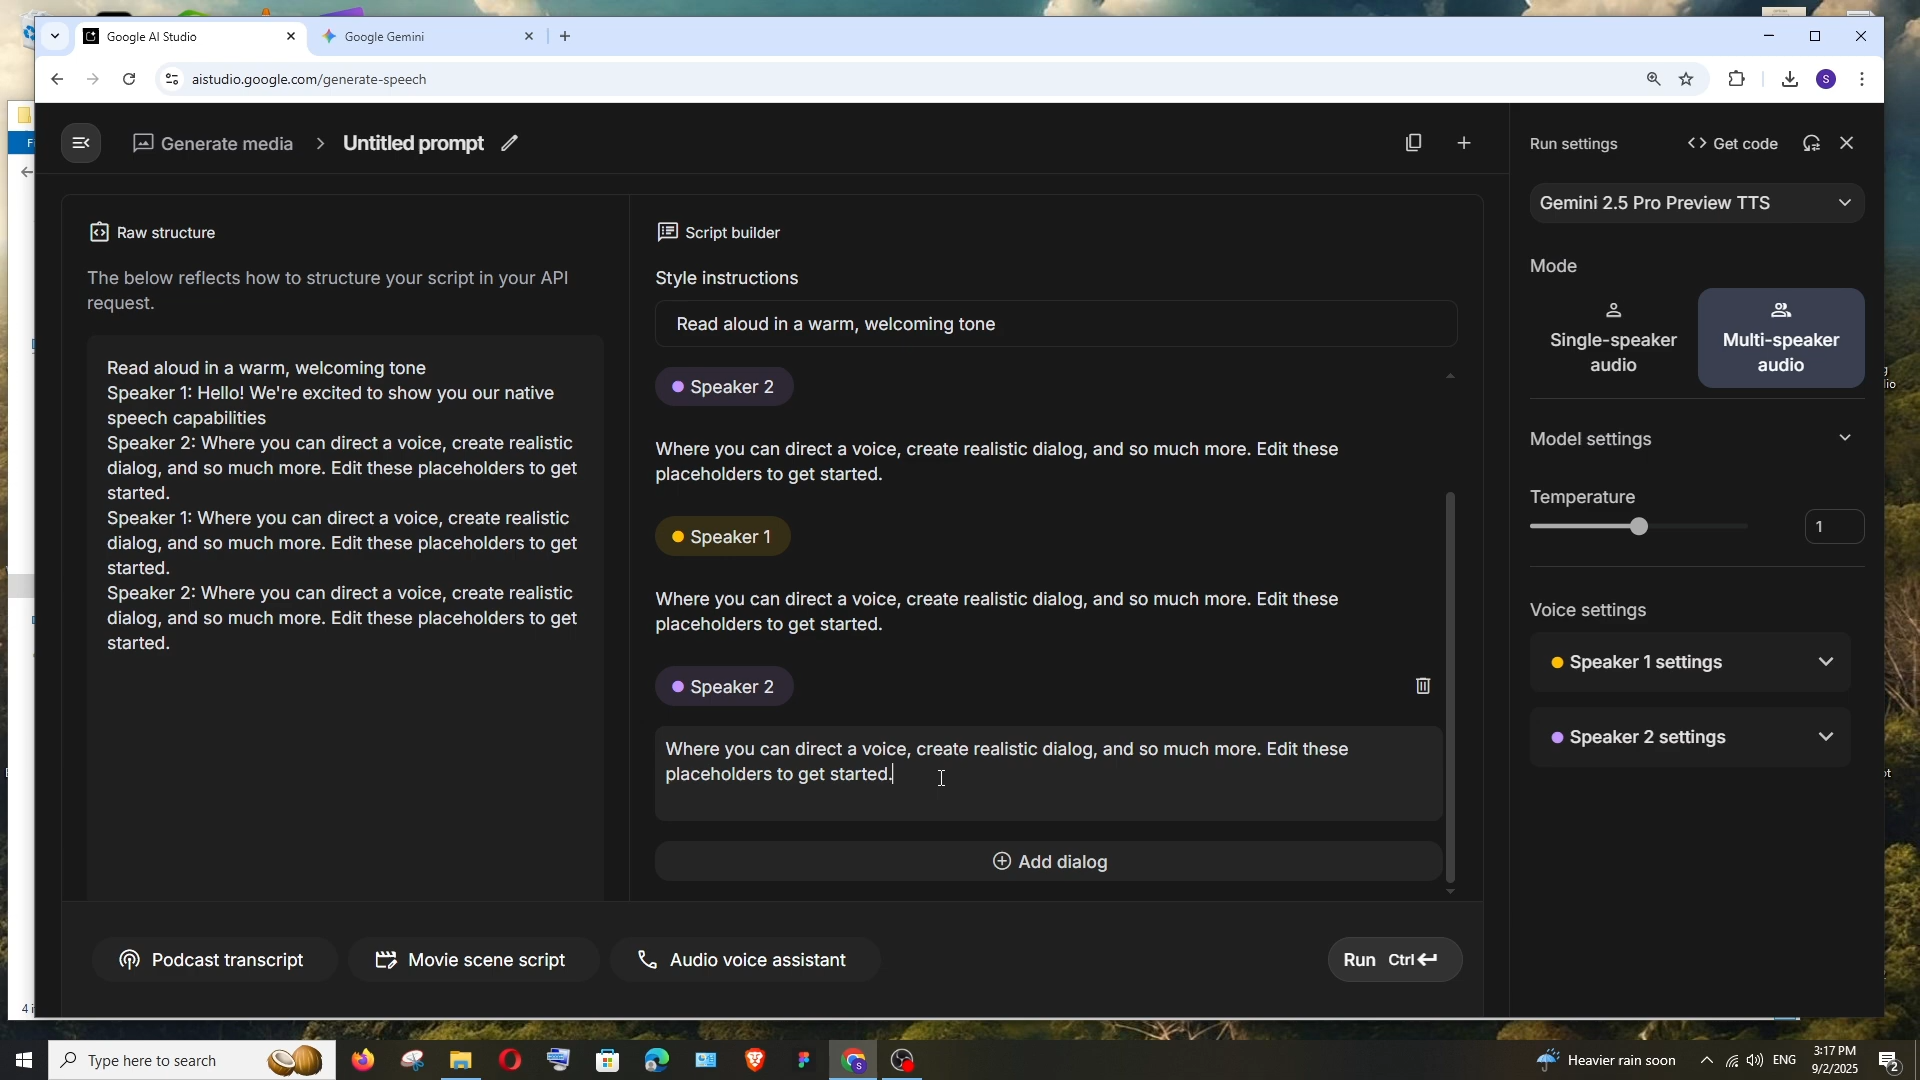 Google AI Studio
Google Gemini
aistudio.google.com/generate-speech
S
Generate media
Untitled prompt
Run settings
Get code
Raw structure
The below reflects how to structure your script in your API
request.
Read aloud in a warm, welcoming tone
Speaker 1: Hello! We're excited to show you our native
speech capabilities
Speaker 2: Where you can direct a voice, create realistic
dialog, and so much more. Edit these placeholders to get
started.
Speaker 1: Where you can direct a voice, create realistic
dialog, and so much more. Edit these placeholders to get
started.
Speaker 2: Where you can direct a voice, create realistic
dialog, and so much more. Edit these placeholders to get
started.
Script builder
Style instructions
Read aloud in a warm, welcoming tone
Speaker 2
Where you can direct a voice, create realistic dialog, and so much more. Edit these
placeholders to get started.
Speaker 1
Where you can direct a voice, create realistic dialog, and so much more. Edit these
placeholders to get started.
Speaker 2
Where you can direct a voice, create realistic dialog, and so much more. Edit these
placeholders to get started.
Add dialog
Podcast transcript
Movie scene script
Audio voice assistant
Run Ctrl
Gemini 2.5 Pro Preview TTS
Mode
Single-speaker
audio
Multi-speaker
audio
Model settings
Temperature
1
Voice settings
Speaker 1 settings
Speaker 2 settings
Type here to search
Heavier rain soon
ENG
3:17 PM
9/2/2025
2